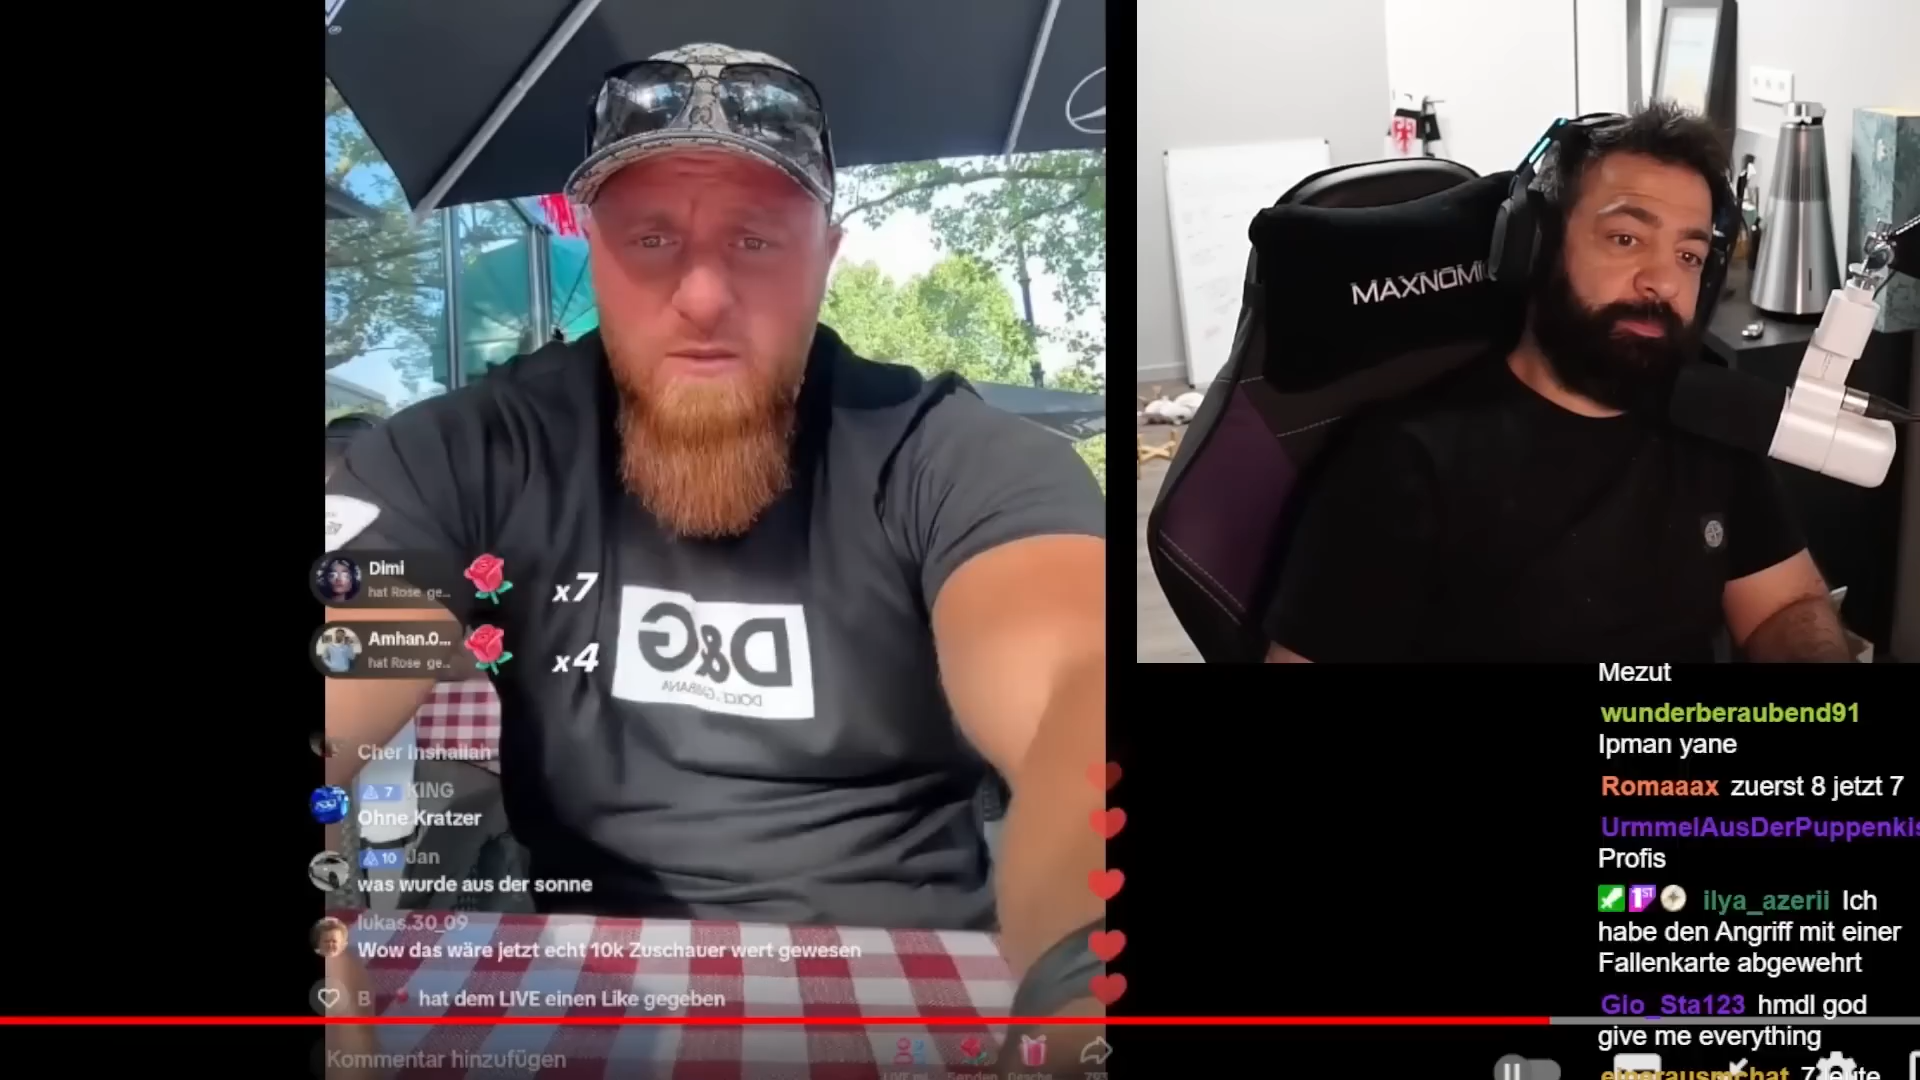 Dimi
hat Rose ge...
x7
Amhan.0...
hat Rose ge...
x4
D&G
DOLCE & GABBANA
Cher Inshallah
7 KING
Ohne Kratzer
10 Jan
was wurde aus der sonne
lukas.30_09
Wow das wäre jetzt echt 10k Zuschauer wert gewesen
B hat dem LIVE einen Like gegeben
Kommentar hinzufügen
MAXNOMI
Mezut
wunderberaubend91
Ipman yane
Romaaax zuerst 8 jetzt 7
UrmmelAusDerPuppenkis
Profis
1ST ilya_azerii Ich
habe den Angriff mit einer
Fallenkarte abgewehrt
Glo_Sta123 hmdl god
give me everything